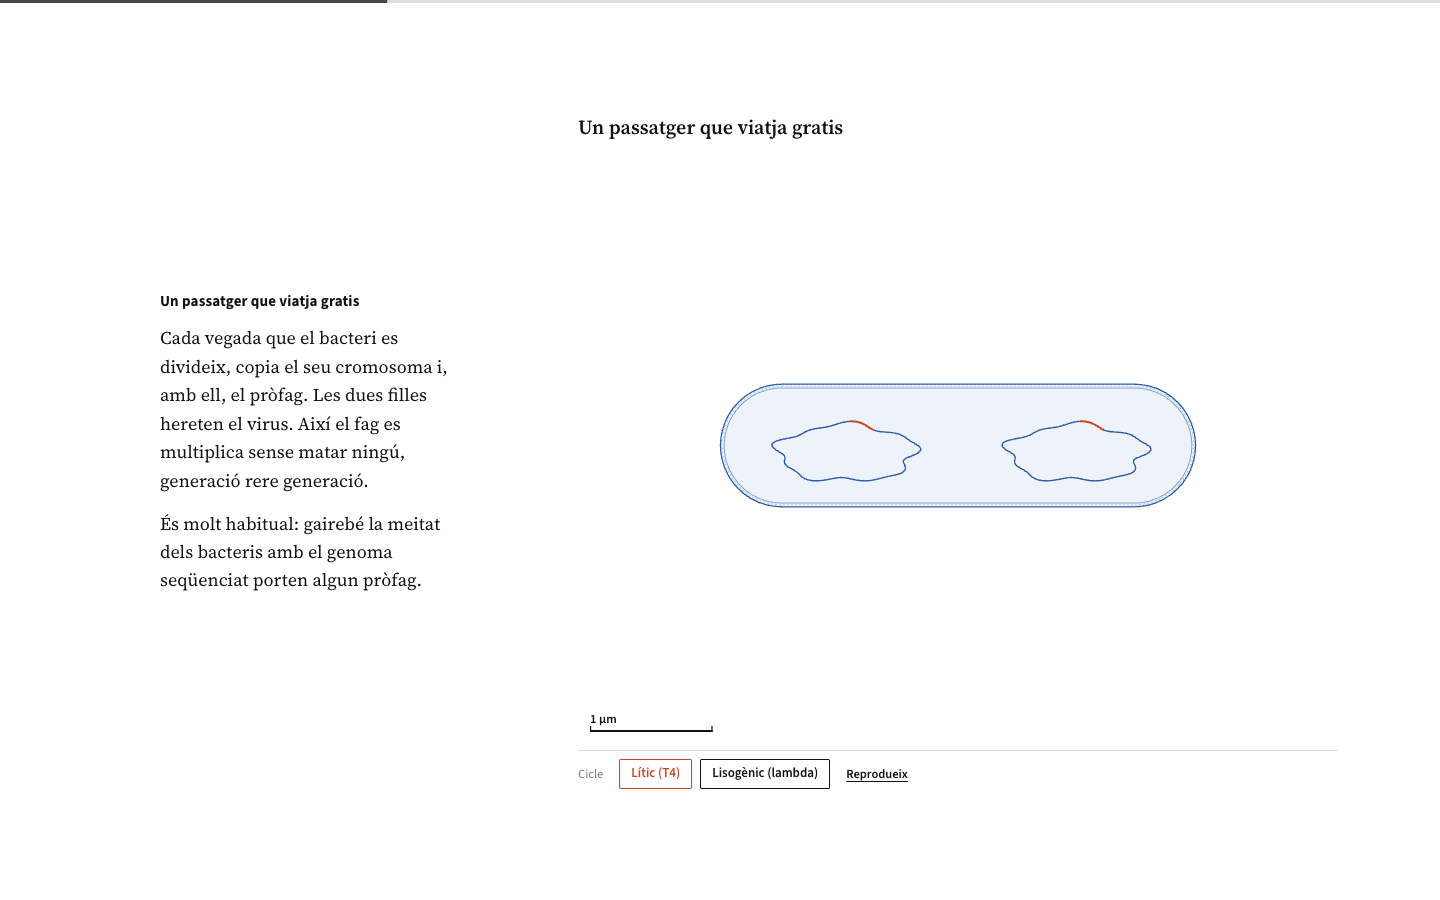 Un passatger que viatja gratis
Un passatger que viatja gratis
Cada vegada que el bacteri es
divideix, copia el seu cromosoma i,
amb ell, el pròfag. Les dues filles
hereten el virus. Així el fag es
multiplica sense matar ningú,
generació rere generació.
És molt habitual: gairebé la meitat
dels bacteris amb el genoma
seqüenciat porten algun pròfag.
1 µm
Cicle
Lític (T4)
Lisogènic (lambda)
Reprodueix